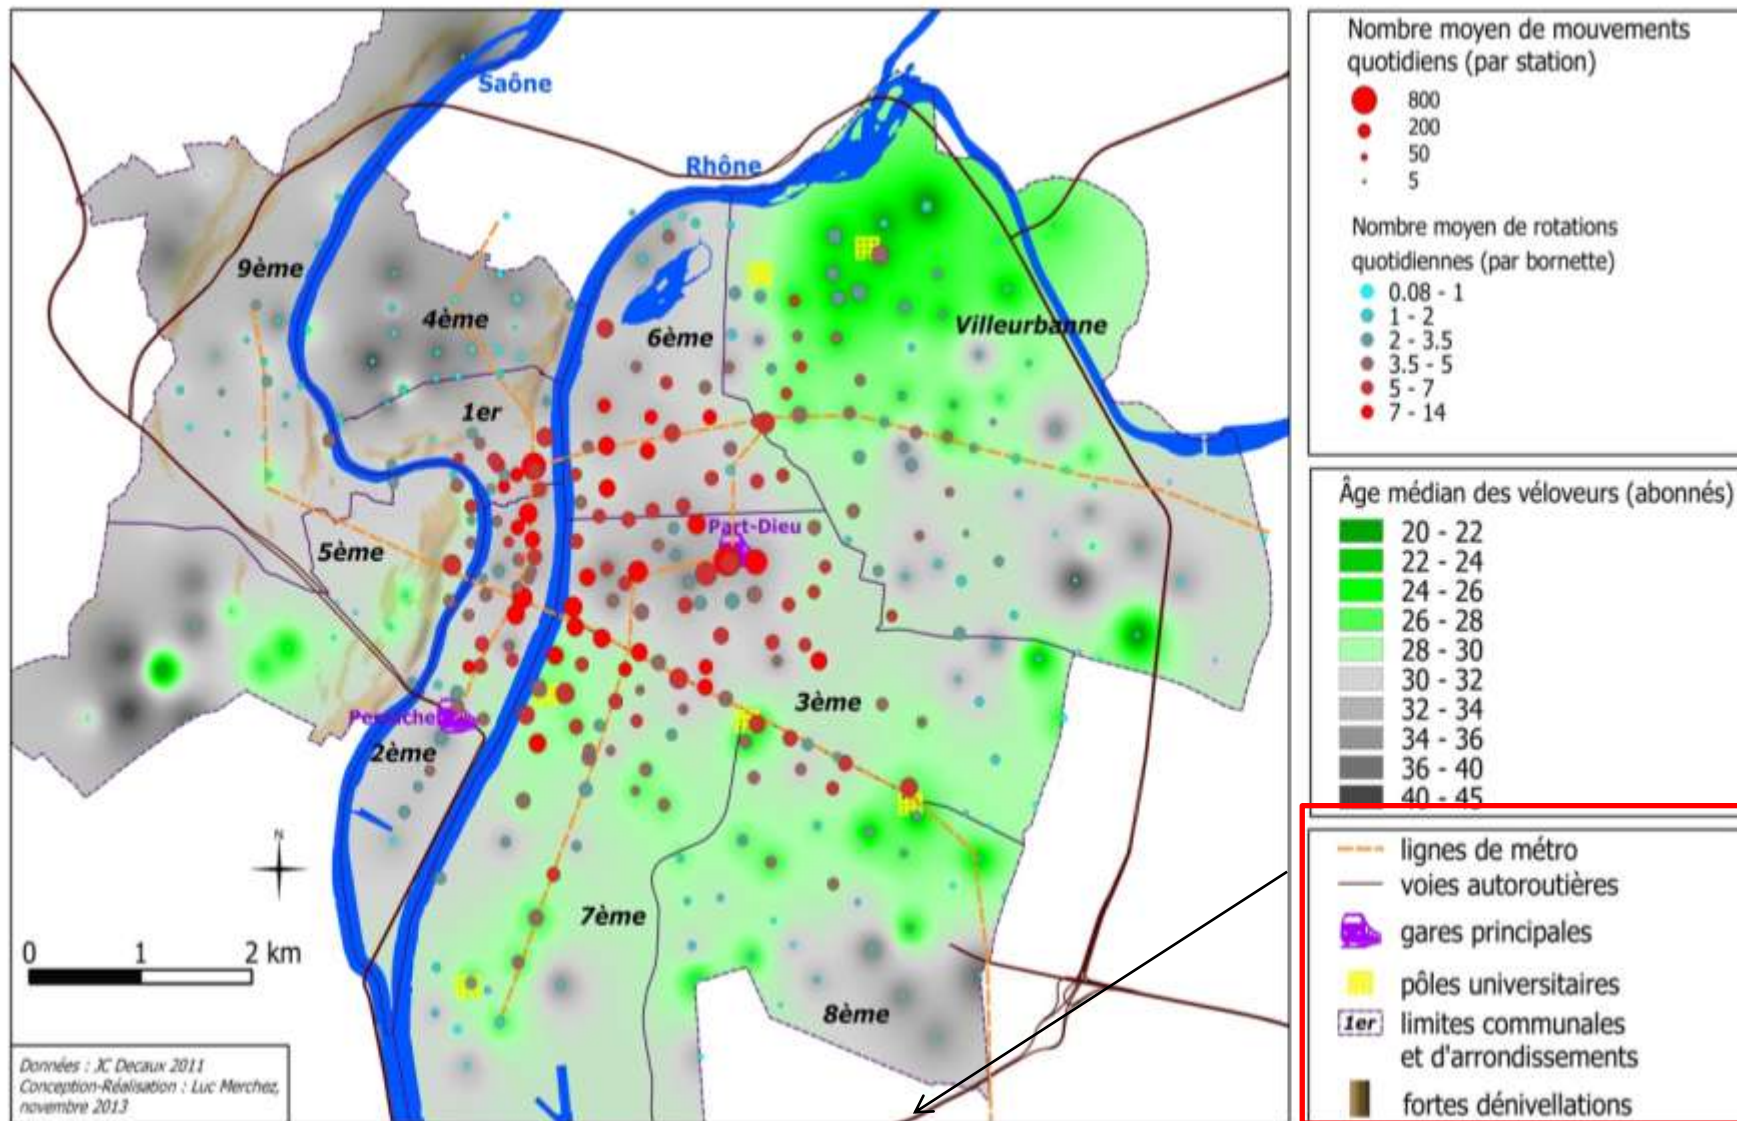 Saône
Rhône
9ème
4ème
6ème
Villeurbanne
1er
5ème
Part-Dieu
3ème
Perrache
2ème
7ème
8ème
N
0 1 2 km
Données : JC Decaux 2011
Conception-Réalisation : Luc Merchez,
novembre 2013
Nombre moyen de mouvements
quotidiens (par station)
800
200
50
5
Nombre moyen de rotations
quotidiennes (par bornette)
0.08 - 1
1 - 2
2 - 3.5
3.5 - 5
5 - 7
7 - 14
Âge médian des véloveurs (abonnés)
20 - 22
22 - 24
24 - 26
26 - 28
28 - 30
30 - 32
32 - 34
34 - 36
36 - 40
40 - 45
lignes de métro
voies autoroutières
gares principales
pôles universitaires
1er limites communales
et d'arrondissements
fortes dénivellations